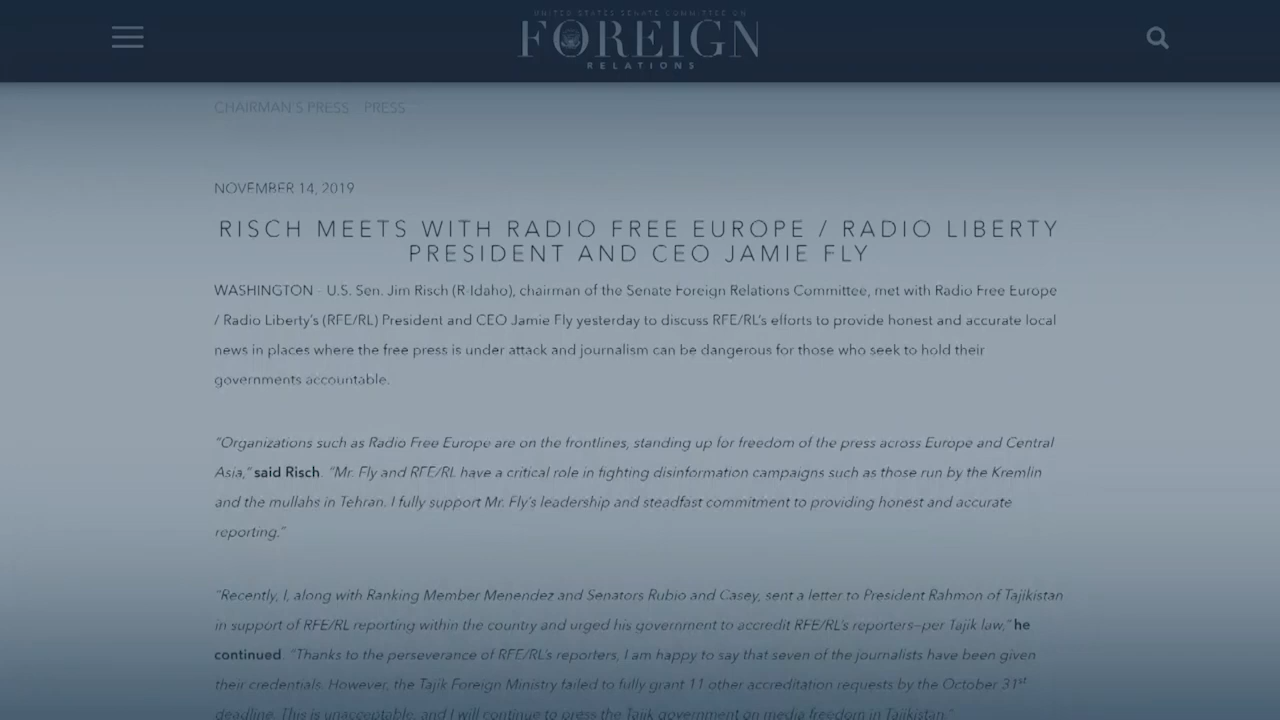 UNITED STATES SENATE COMMITTEE ON
FOREIGN
RELATIONS
CHAIRMAN'S PRESS PRESS
NOVEMBER 14, 2019
RISCH MEETS WITH RADIO FREE EUROPE / RADIO LIBERTY
PRESIDENT AND CEO JAMIE FLY
WASHINGTON - U.S. Sen. Jim Risch (R-Idaho), chairman of the Senate Foreign Relations Committee, met with Radio Free Europe
/ Radio Liberty's (RFE/RL) President and CEO Jamie Fly yesterday to discuss RFE/RL's efforts to provide honest and accurate local
news in places where the free press is under attack and journalism can be dangerous for those who seek to hold their
governments accountable.
"Organizations such as Radio Free Europe are on the frontlines, standing up for freedom of the press across Europe and Central
Asia," said Risch. "Mr. Fly and RFE/RL have a critical role in fighting disinformation campaigns such as those run by the Kremlin
and the mullahs in Tehran. I fully support Mr. Fly's leadership and steadfast commitment to providing honest and accurate
reporting."
"Recently, I, along with Ranking Member Menendez and Senators Rubio and Casey, sent a letter to President Rahmon of Tajikistan
in support of RFE/RL reporting within the country and urged his government to accredit RFE/RL's reporters—per Tajik law," he
continued. "Thanks to the perseverance of RFE/RL's reporters, I am happy to say that seven of the journalists have been given
their credentials. However, the Tajik Foreign Ministry failed to fully grant 11 other accreditation requests by the October 31st
deadline. This is unacceptable, and I will continue to press the Tajik government on media freedom in Tajikistan."